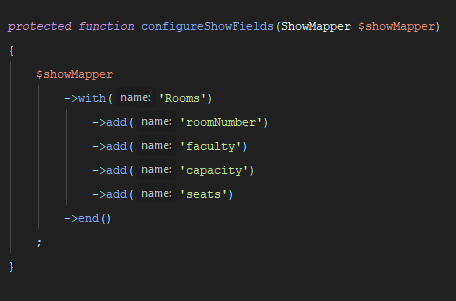 protected function configureShowFields(ShowMapper $showMapper)
{
    $showMapper
        ->with( name: 'Rooms')
            ->add( name: 'roomNumber')
            ->add( name: 'faculty')
            ->add( name: 'capacity')
            ->add( name: 'seats')
        ->end()
    ;
}